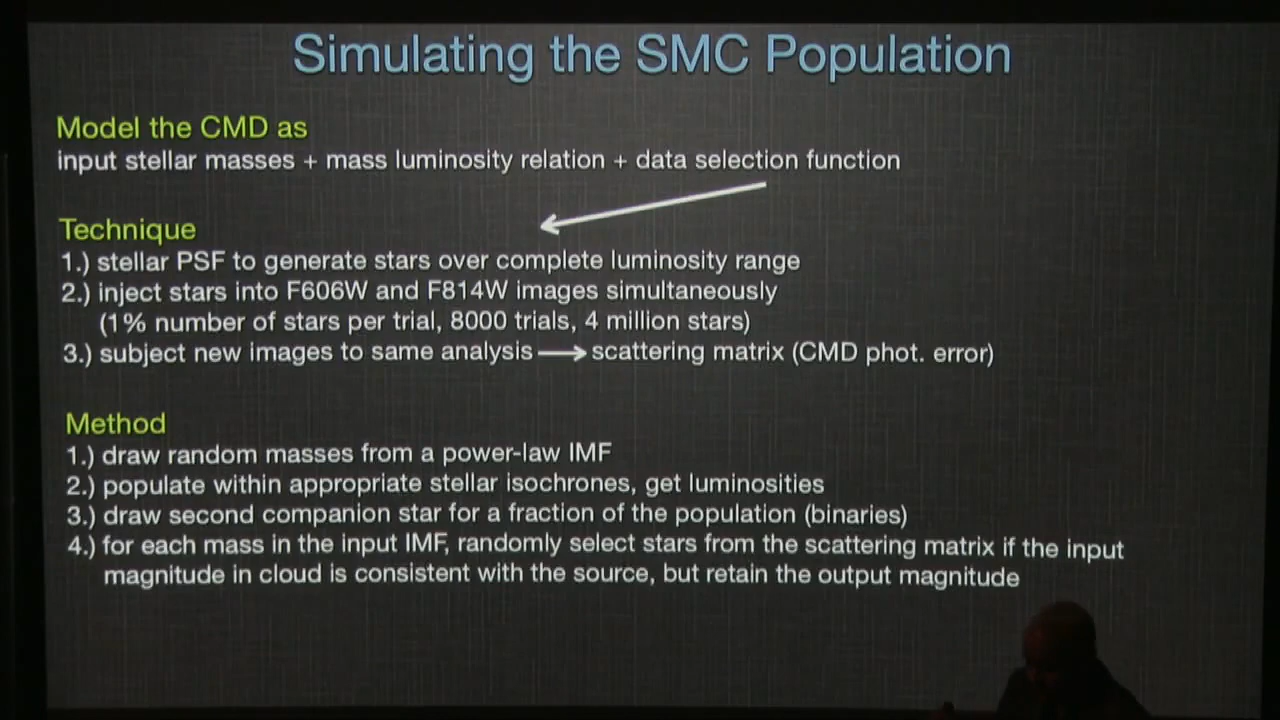 Simulating the SMC Population
Model the CMD as
input stellar masses + mass luminosity relation + data selection function
Technique
1.) stellar PSF to generate stars over complete luminosity range
2.) inject stars into F606W and F814W images simultaneously
(1% number of stars per trial, 8000 trials, 4 million stars)
3.) subject new images to same analysis ⟶ scattering matrix (CMD phot. error)
Method
1.) draw random masses from a power-law IMF
2.) populate within appropriate stellar isochrones, get luminosities
3.) draw second companion star for a fraction of the population (binaries)
4.) for each mass in the input IMF, randomly select stars from the scattering matrix if the input
magnitude in cloud is consistent with the source, but retain the output magnitude